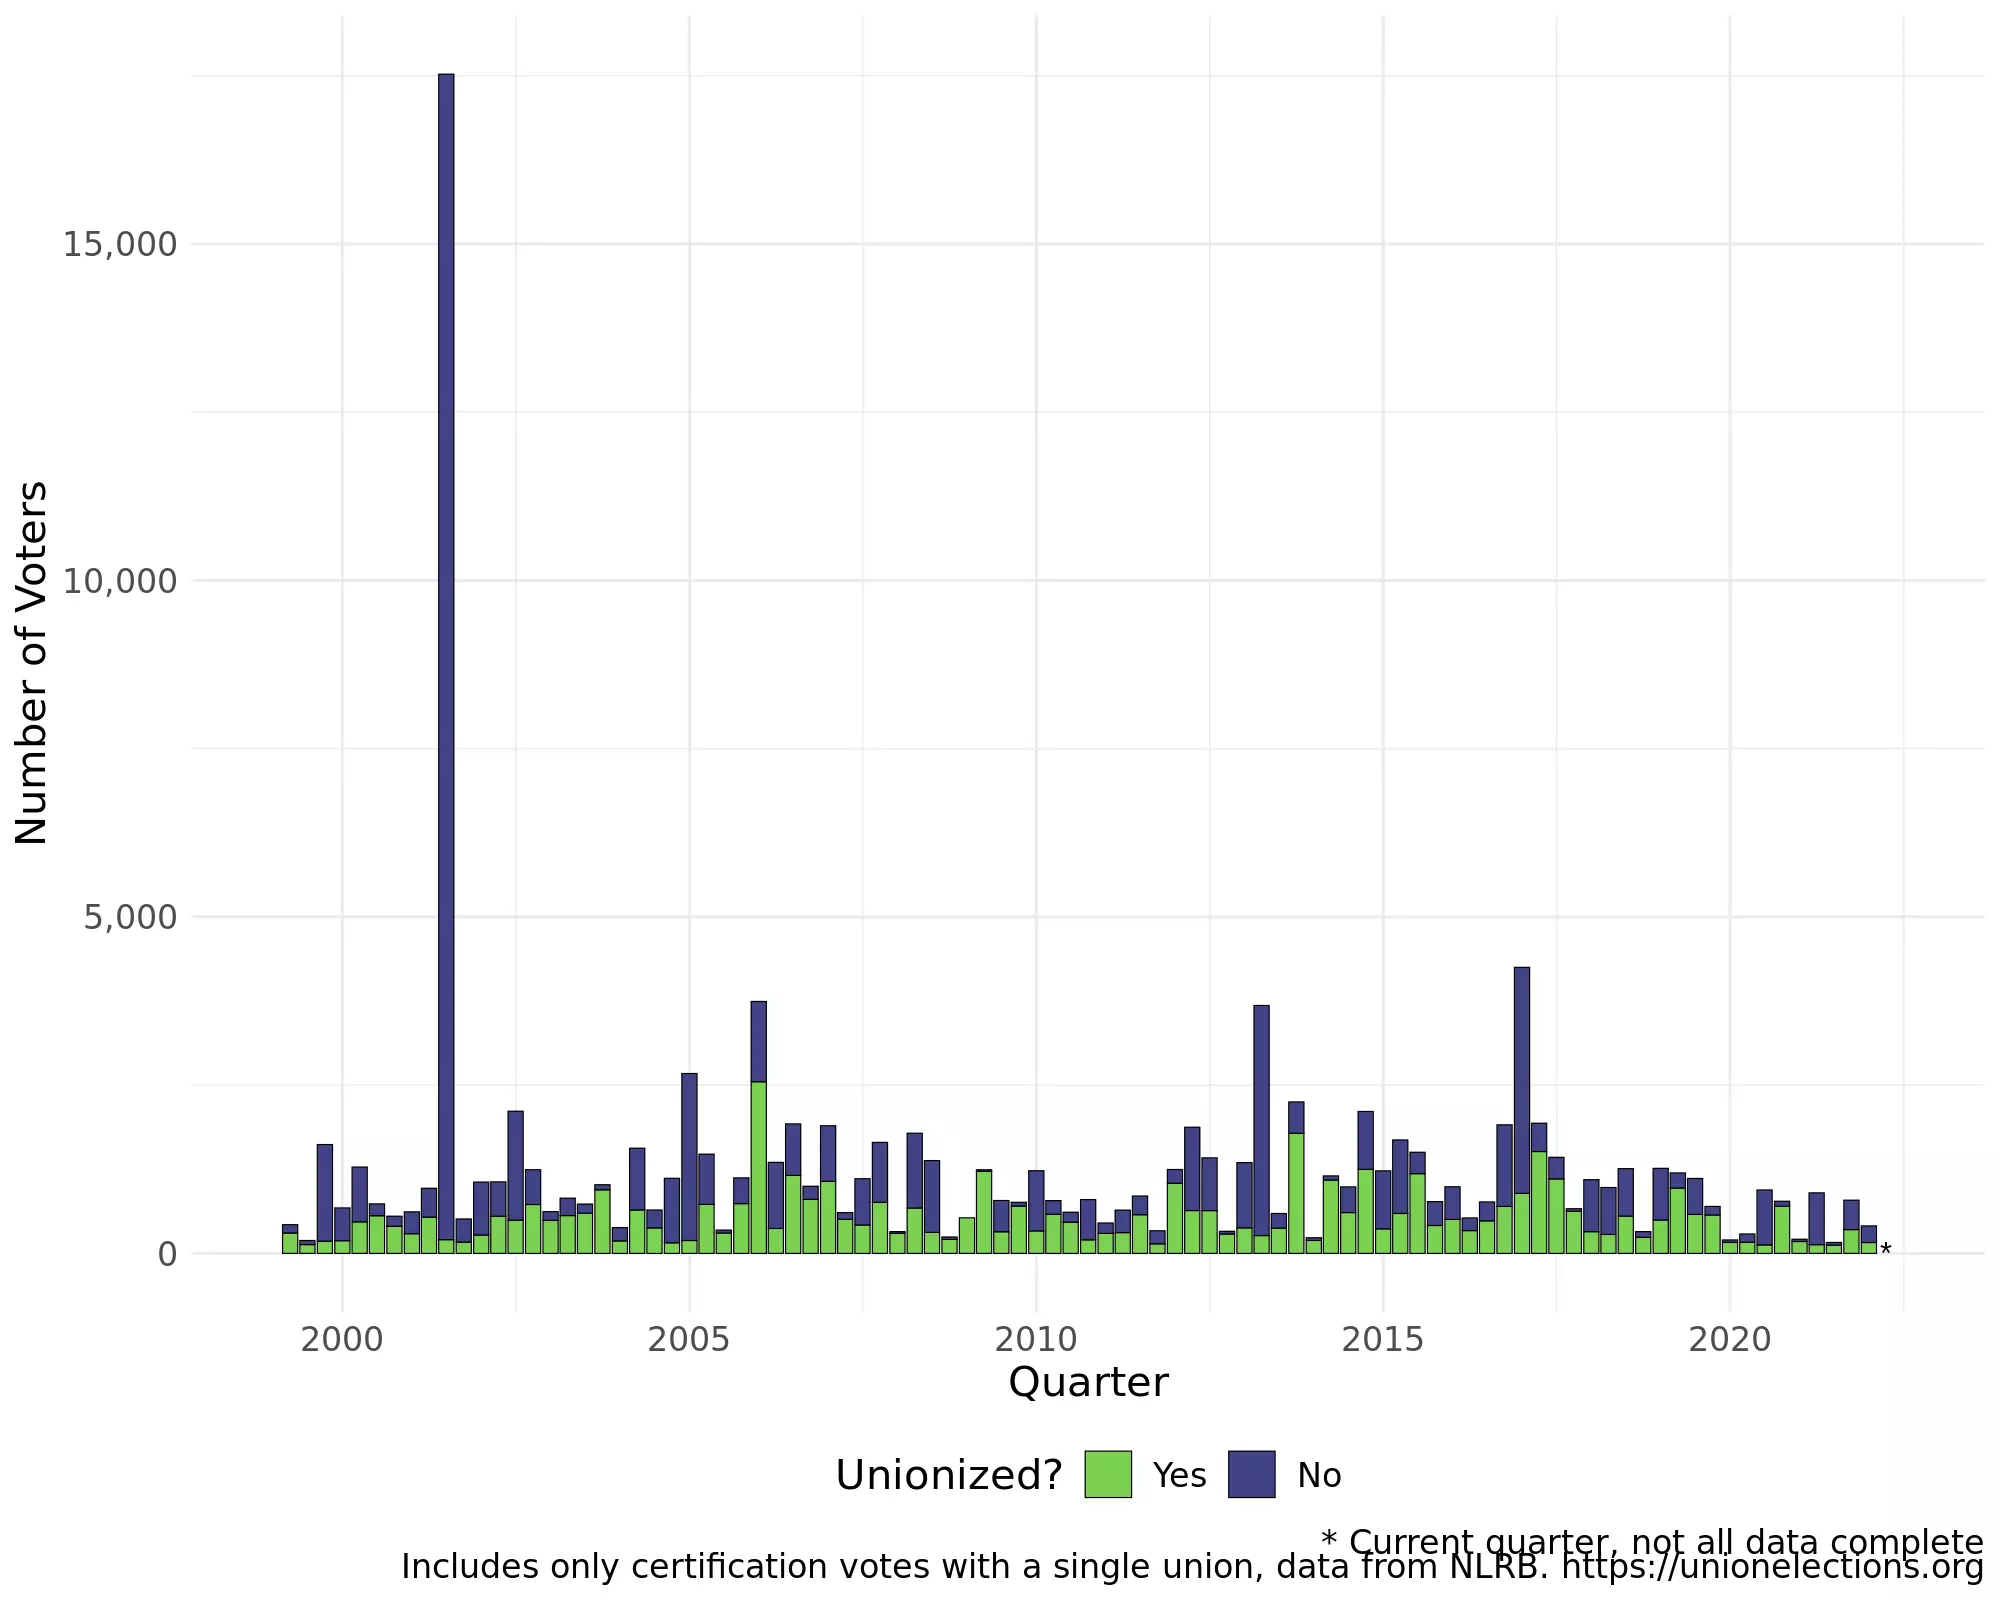 Number of Voters
15,000
10,000
5,000
0
*
2000 2005 2010 2015 2020
Quarter
Unionized? Yes No
* Current quarter, not all data complete
Includes only certification votes with a single union, data from NLRB. https://unionelections.org